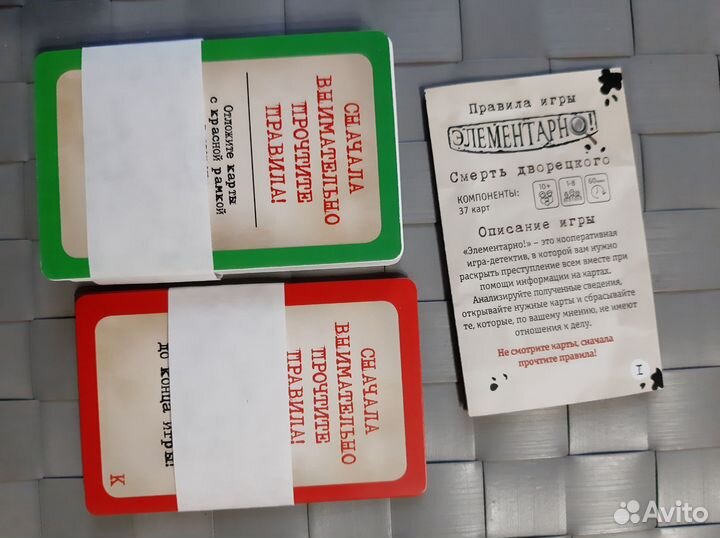 СНАЧАЛА
ВНИМАТЕЛЬНО
ПРОЧТИТЕ
ПРАВИЛА!
Отложите карты
с красной рамкой
СНАЧАЛА
ВНИМАТЕЛЬНО
ПРОЧТИТЕ
ПРАВИЛА!
до конца игры!
К
Правила игры
ЭЛЕМЕНТАРНО!
Смерть дворецкого
КОМПОНЕНТЫ:
37 карт
10+
1-8
60
Описание игры
«Элементарно!» – это кооперативная
игра-детектив, в которой вам нужно
раскрыть преступление всем вместе при
помощи информации на картах.
Анализируйте полученные сведения,
открывайте нужные карты и сбрасывайте
те, которые, по вашему мнению, не имеют
отношения к делу.
Не смотрите карты, сначала
прочтите правила!
I
Avito